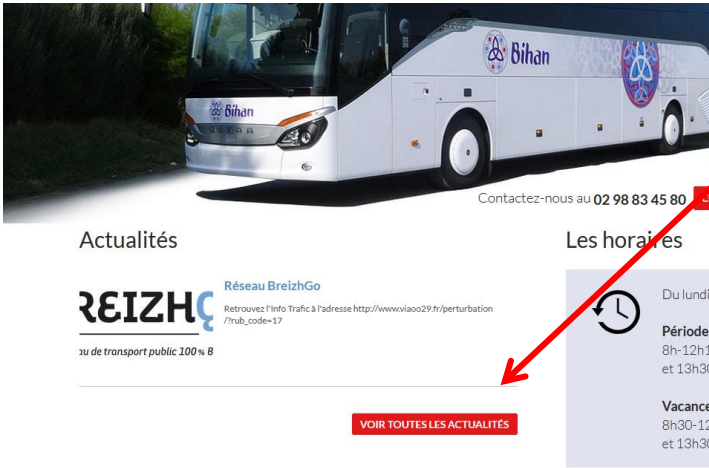 Bihan
Bihan
SETRA
Contactez-nous au 02 98 83 45 80
Actualités
Les horaires
REIZHG
Réseau BreizhGo
Retrouvez l'Info Trafic à l'adresse http://www.viaoo29.fr/perturbation
/?rub_code=17
au de transport public 100 % B
VOIR TOUTES LES ACTUALITÉS
Du lundi
Période
8h-12h1
et 13h30
Vacance
8h30-12
et 13h30